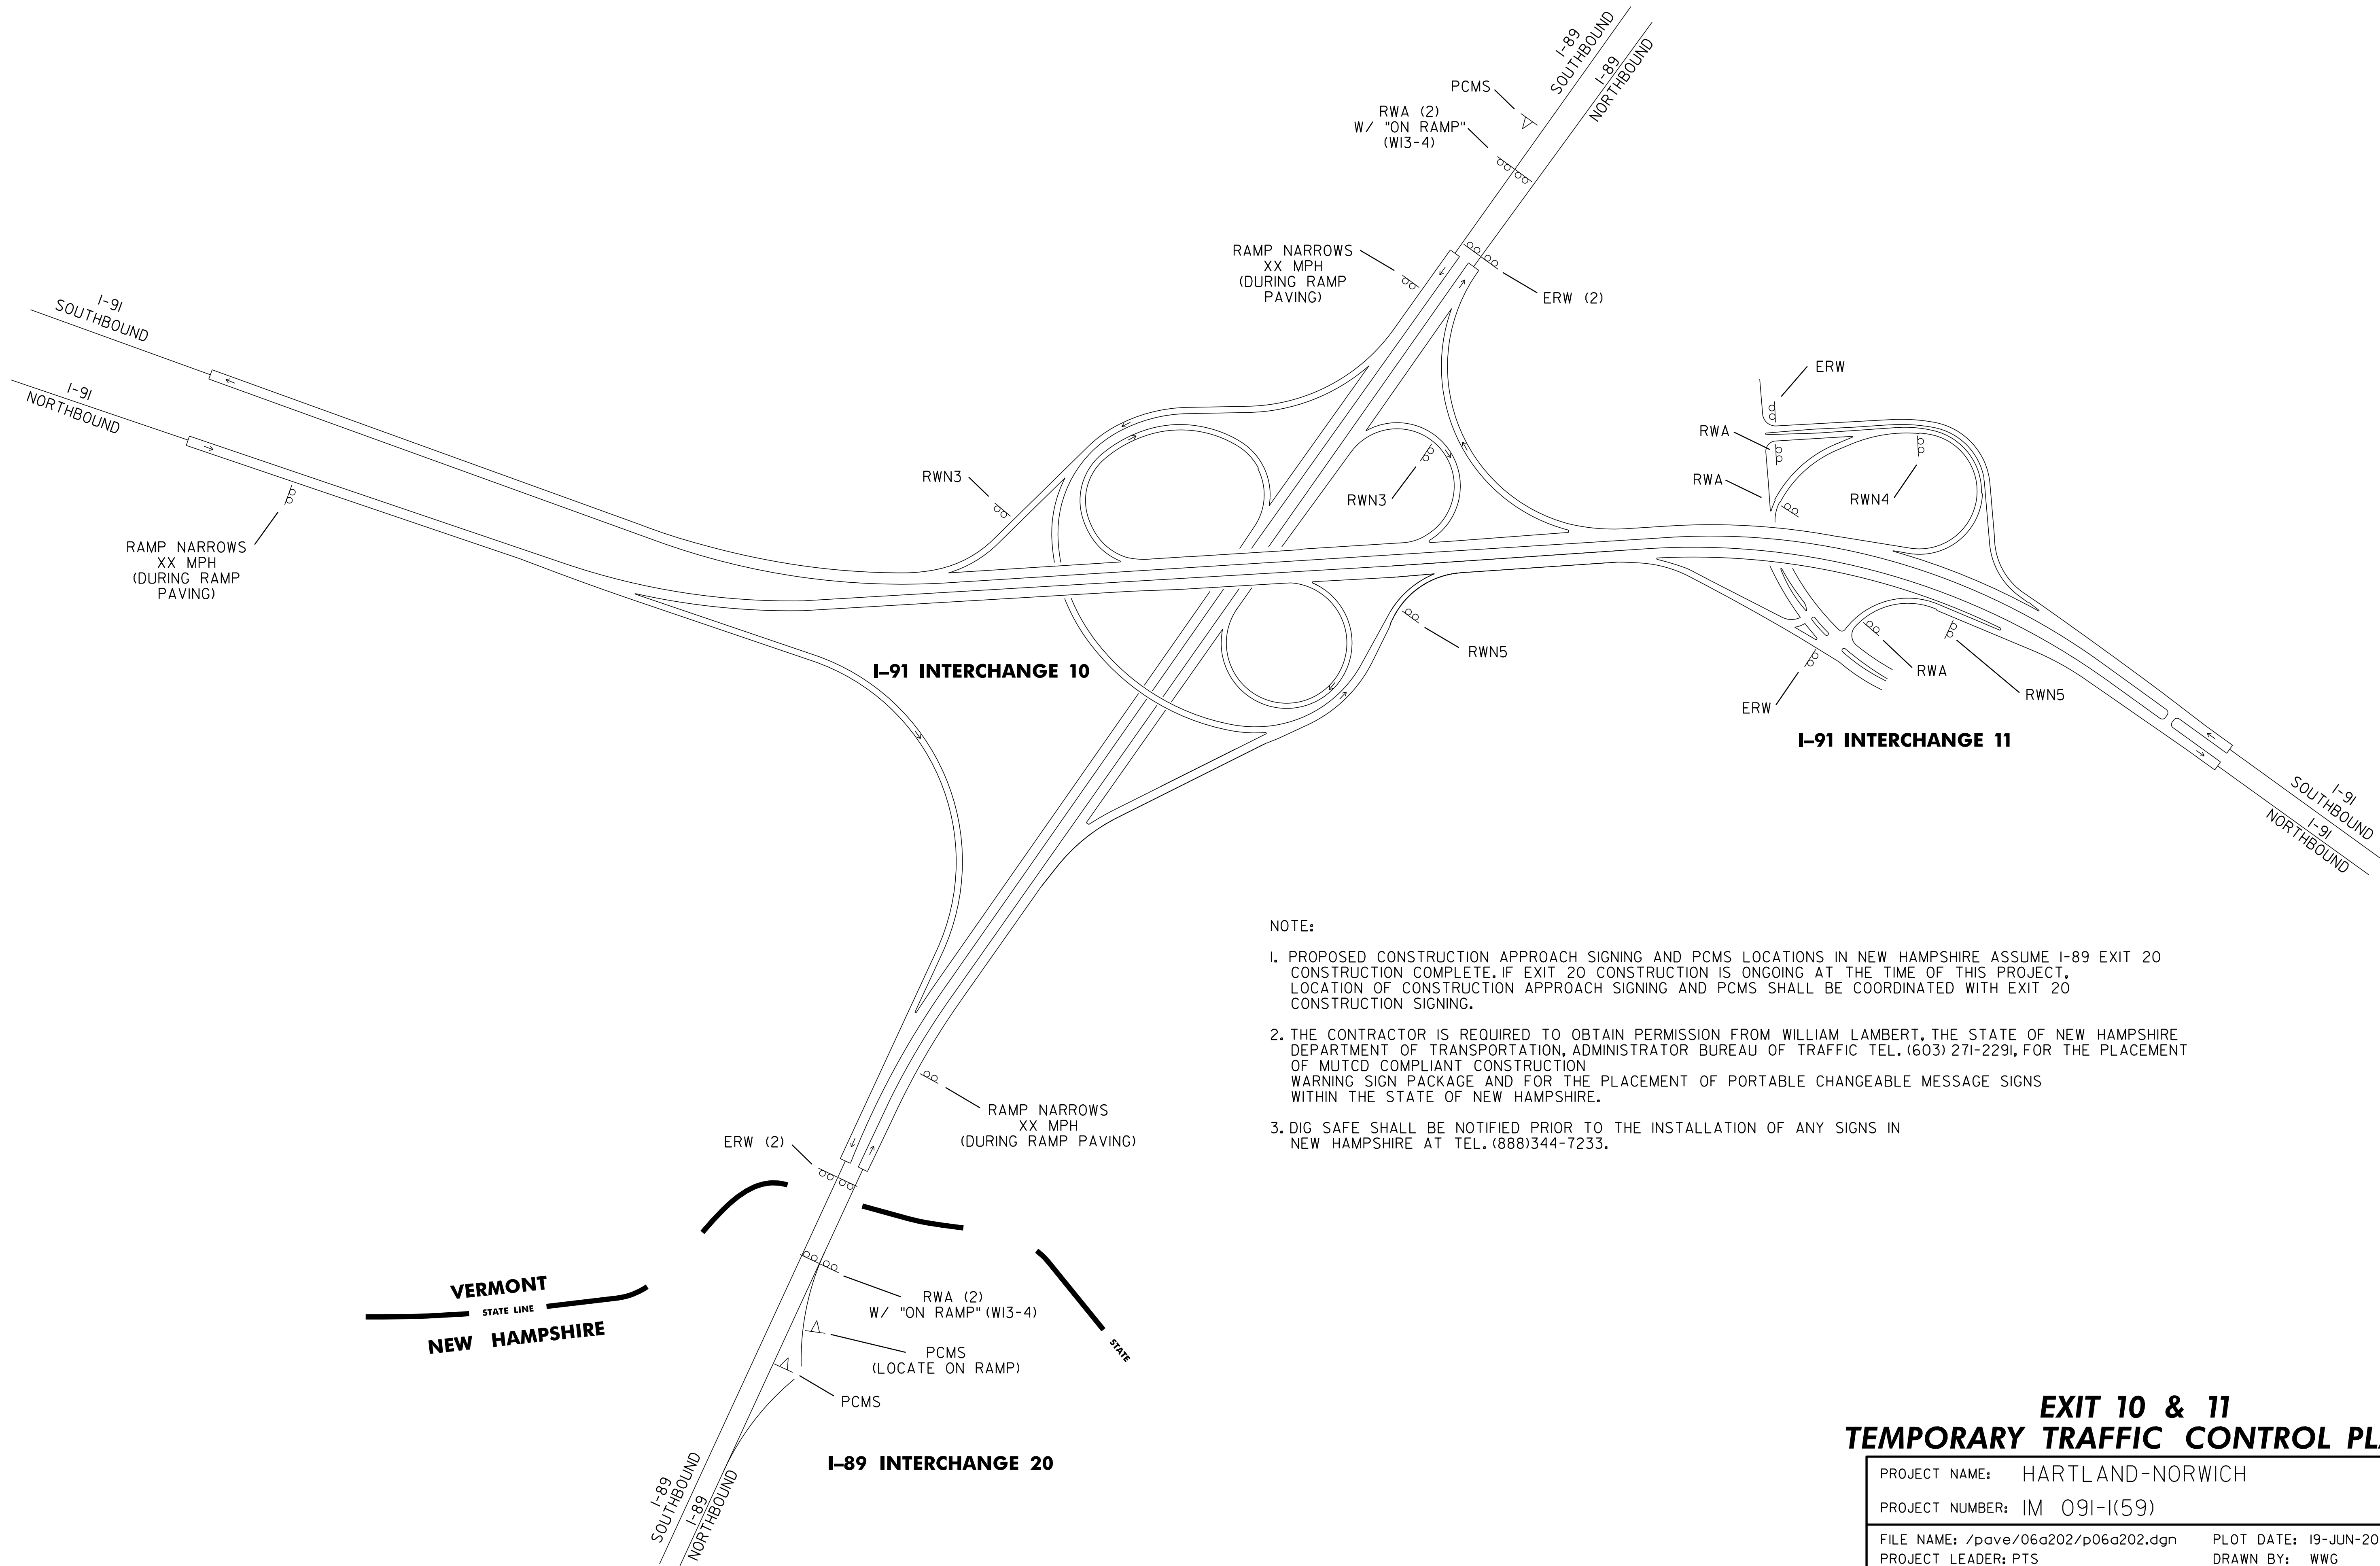 I-89
SOUTHBOUND
I-89
NORTHBOUND
PCMS
RWA (2)
W/ "ON RAMP"
(W13-4)
RAMP NARROWS
XX MPH
(DURING RAMP
PAVING)
ERW (2)
I-91
SOUTHBOUND
I-91
NORTHBOUND
RAMP NARROWS
XX MPH
(DURING RAMP
PAVING)
RWN3
RWN3
ERW
RWA
RWA
RWN4
RWN5
RWA
RWN5
ERW
I-91 INTERCHANGE 10
I-91 INTERCHANGE 11
I-91
SOUTHBOUND
I-91
NORTHBOUND
NOTE:
1. PROPOSED CONSTRUCTION APPROACH SIGNING AND PCMS LOCATIONS IN NEW HAMPSHIRE ASSUME I-89 EXIT 20
CONSTRUCTION COMPLETE. IF EXIT 20 CONSTRUCTION IS ONGOING AT THE TIME OF THIS PROJECT,
LOCATION OF CONSTRUCTION APPROACH SIGNING AND PCMS SHALL BE COORDINATED WITH EXIT 20
CONSTRUCTION SIGNING.
2. THE CONTRACTOR IS REQUIRED TO OBTAIN PERMISSION FROM WILLIAM LAMBERT, THE STATE OF NEW HAMPSHIRE
DEPARTMENT OF TRANSPORTATION, ADMINISTRATOR BUREAU OF TRAFFIC TEL. (603) 271-2291, FOR THE PLACEMENT
OF MUTCD COMPLIANT CONSTRUCTION
WARNING SIGN PACKAGE AND FOR THE PLACEMENT OF PORTABLE CHANGEABLE MESSAGE SIGNS
WITHIN THE STATE OF NEW HAMPSHIRE.
3. DIG SAFE SHALL BE NOTIFIED PRIOR TO THE INSTALLATION OF ANY SIGNS IN
NEW HAMPSHIRE AT TEL. (888)344-7233.
RAMP NARROWS
XX MPH
(DURING RAMP PAVING)
ERW (2)
VERMONT
STATE LINE
NEW HAMPSHIRE
RWA (2)
W/ "ON RAMP" (W13-4)
PCMS
(LOCATE ON RAMP)
PCMS
STATE
I-89 INTERCHANGE 20
I-89
SOUTHBOUND
I-89
NORTHBOUND
EXIT 10 & 11
TEMPORARY TRAFFIC CONTROL
PROJECT NAME: HARTLAND-NORWICH
PROJECT NUMBER: IM 091-1(59)
FILE NAME: /pave/06a202/p06a202.dgn PLOT DATE: 19-JUN-20
PROJECT LEADER: PTS DRAWN BY: WWG